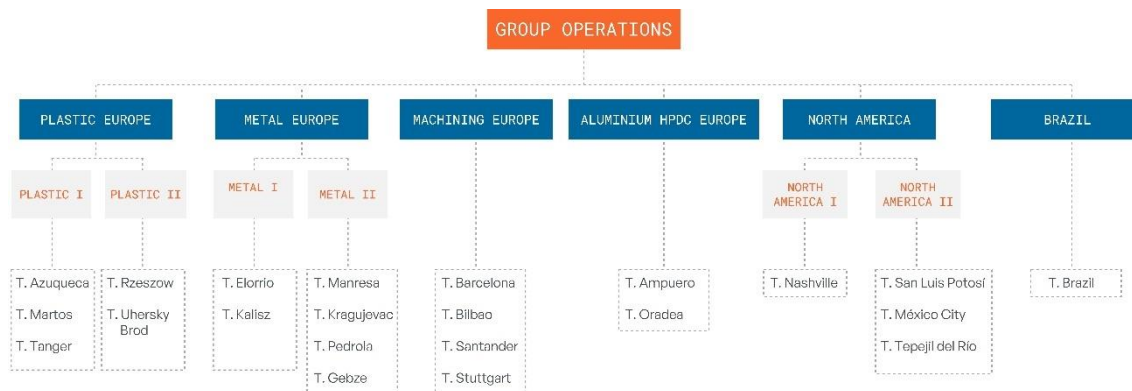 GROUP OPERATIONS
PLASTIC EUROPE
METAL EUROPE
MACHINING EUROPE
ALUMINIUM HPDC EUROPE
NORTH AMERICA
BRAZIL
PLASTIC I
PLASTIC II
METAL I
METAL II
NORTH
AMERICA I
NORTH
AMERICA II
T. Azuqueca
T. Martos
T. Tanger
T. Rzeszow
T. Uhersky
Brod
T. Elorrio
T. Kalisz
T. Manresa
T. Kragujevac
T. Pedrola
T. Gebze
T. Barcelona
T. Bilbao
T. Santander
T. Stuttgart
T. Ampuero
T. Oradea
T. Nashville
T. San Luis Potosí
T. México City
T. Tepejil del Río
T. Brazil